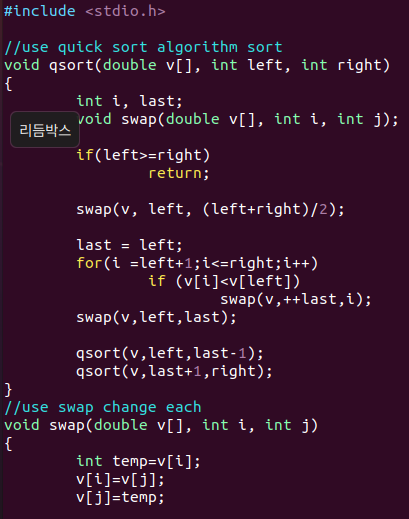 #include <stdio.h>
//use quick sort algorithm sort
void qsort(double v[], int left, int right)
{
int i, last;
void swap(double v[], int i, int j);
리듬박스
if(left>=right)
return;
swap(v, left, (left+right)/2);
last = left;
for(i =left+1;i<=right;i++)
if (v[i]<v[left])
swap(v,++last,i);
swap(v,left,last);
qsort(v,left,last-1);
qsort(v,last+1,right);
}
//use swap change each
void swap(double v[], int i, int j)
{
int temp=v[i];
v[i]=v[j];
v[j]=temp;